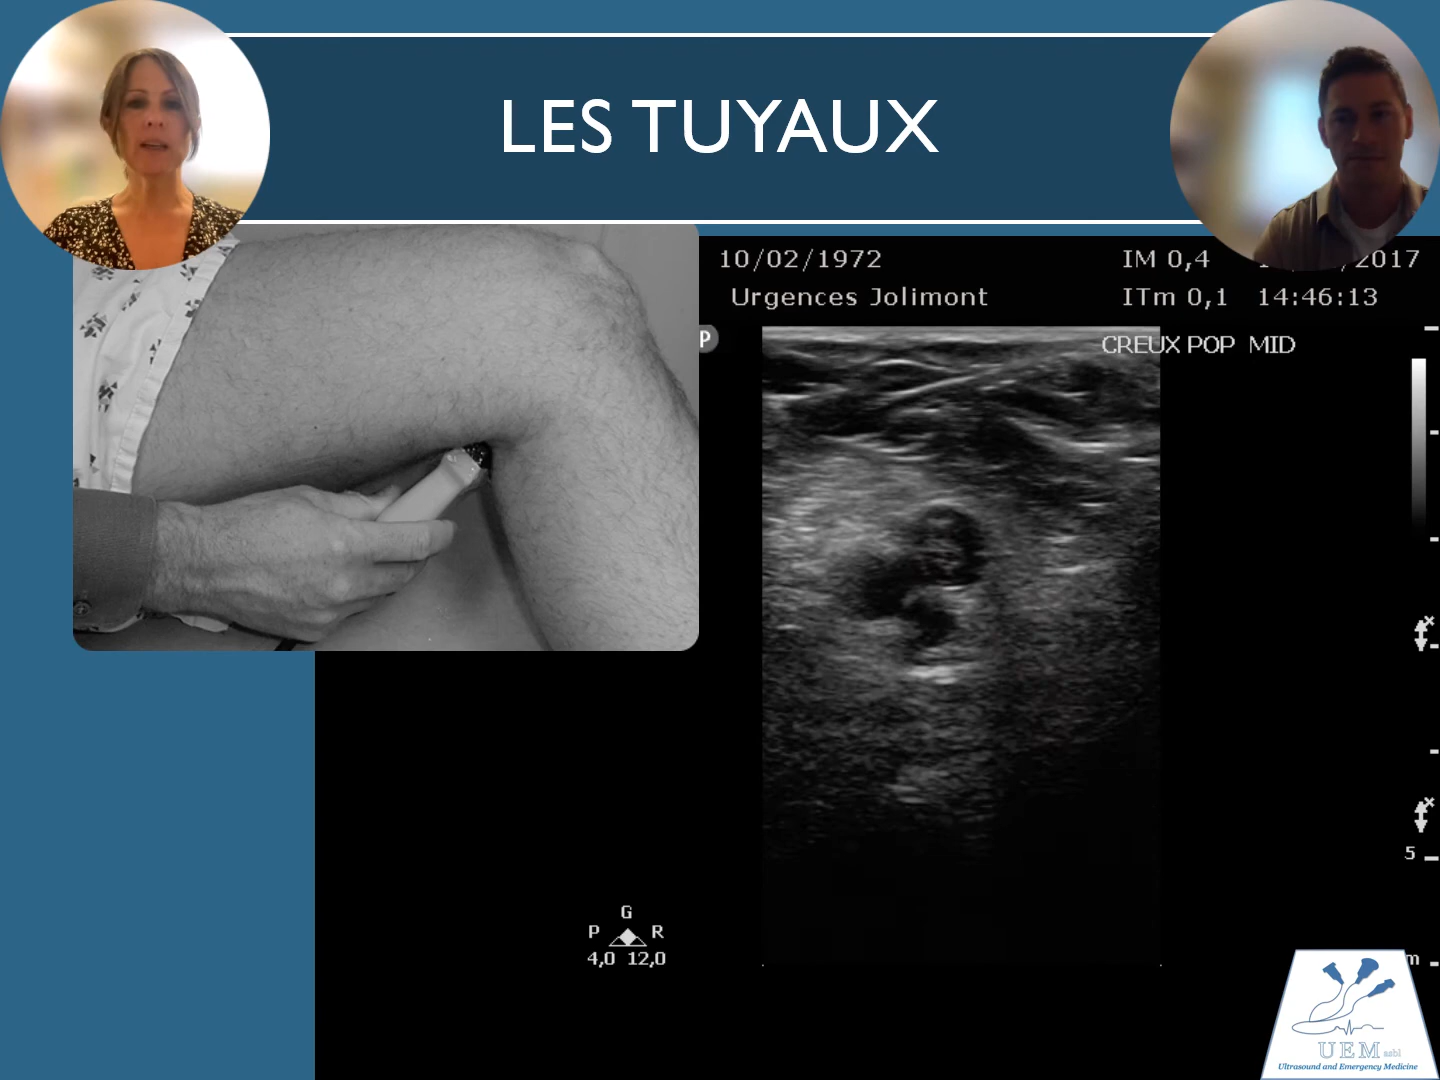 LES TUYAUX
10/02/1972
IM 0,4
/2017
Urgences Jolimont
ITm 0,1
14:46:13
P
CREUX POP MID
5
G
P
R
4,0 12,0
m
UEM asbl
Ultrasound and Emergency Medicine